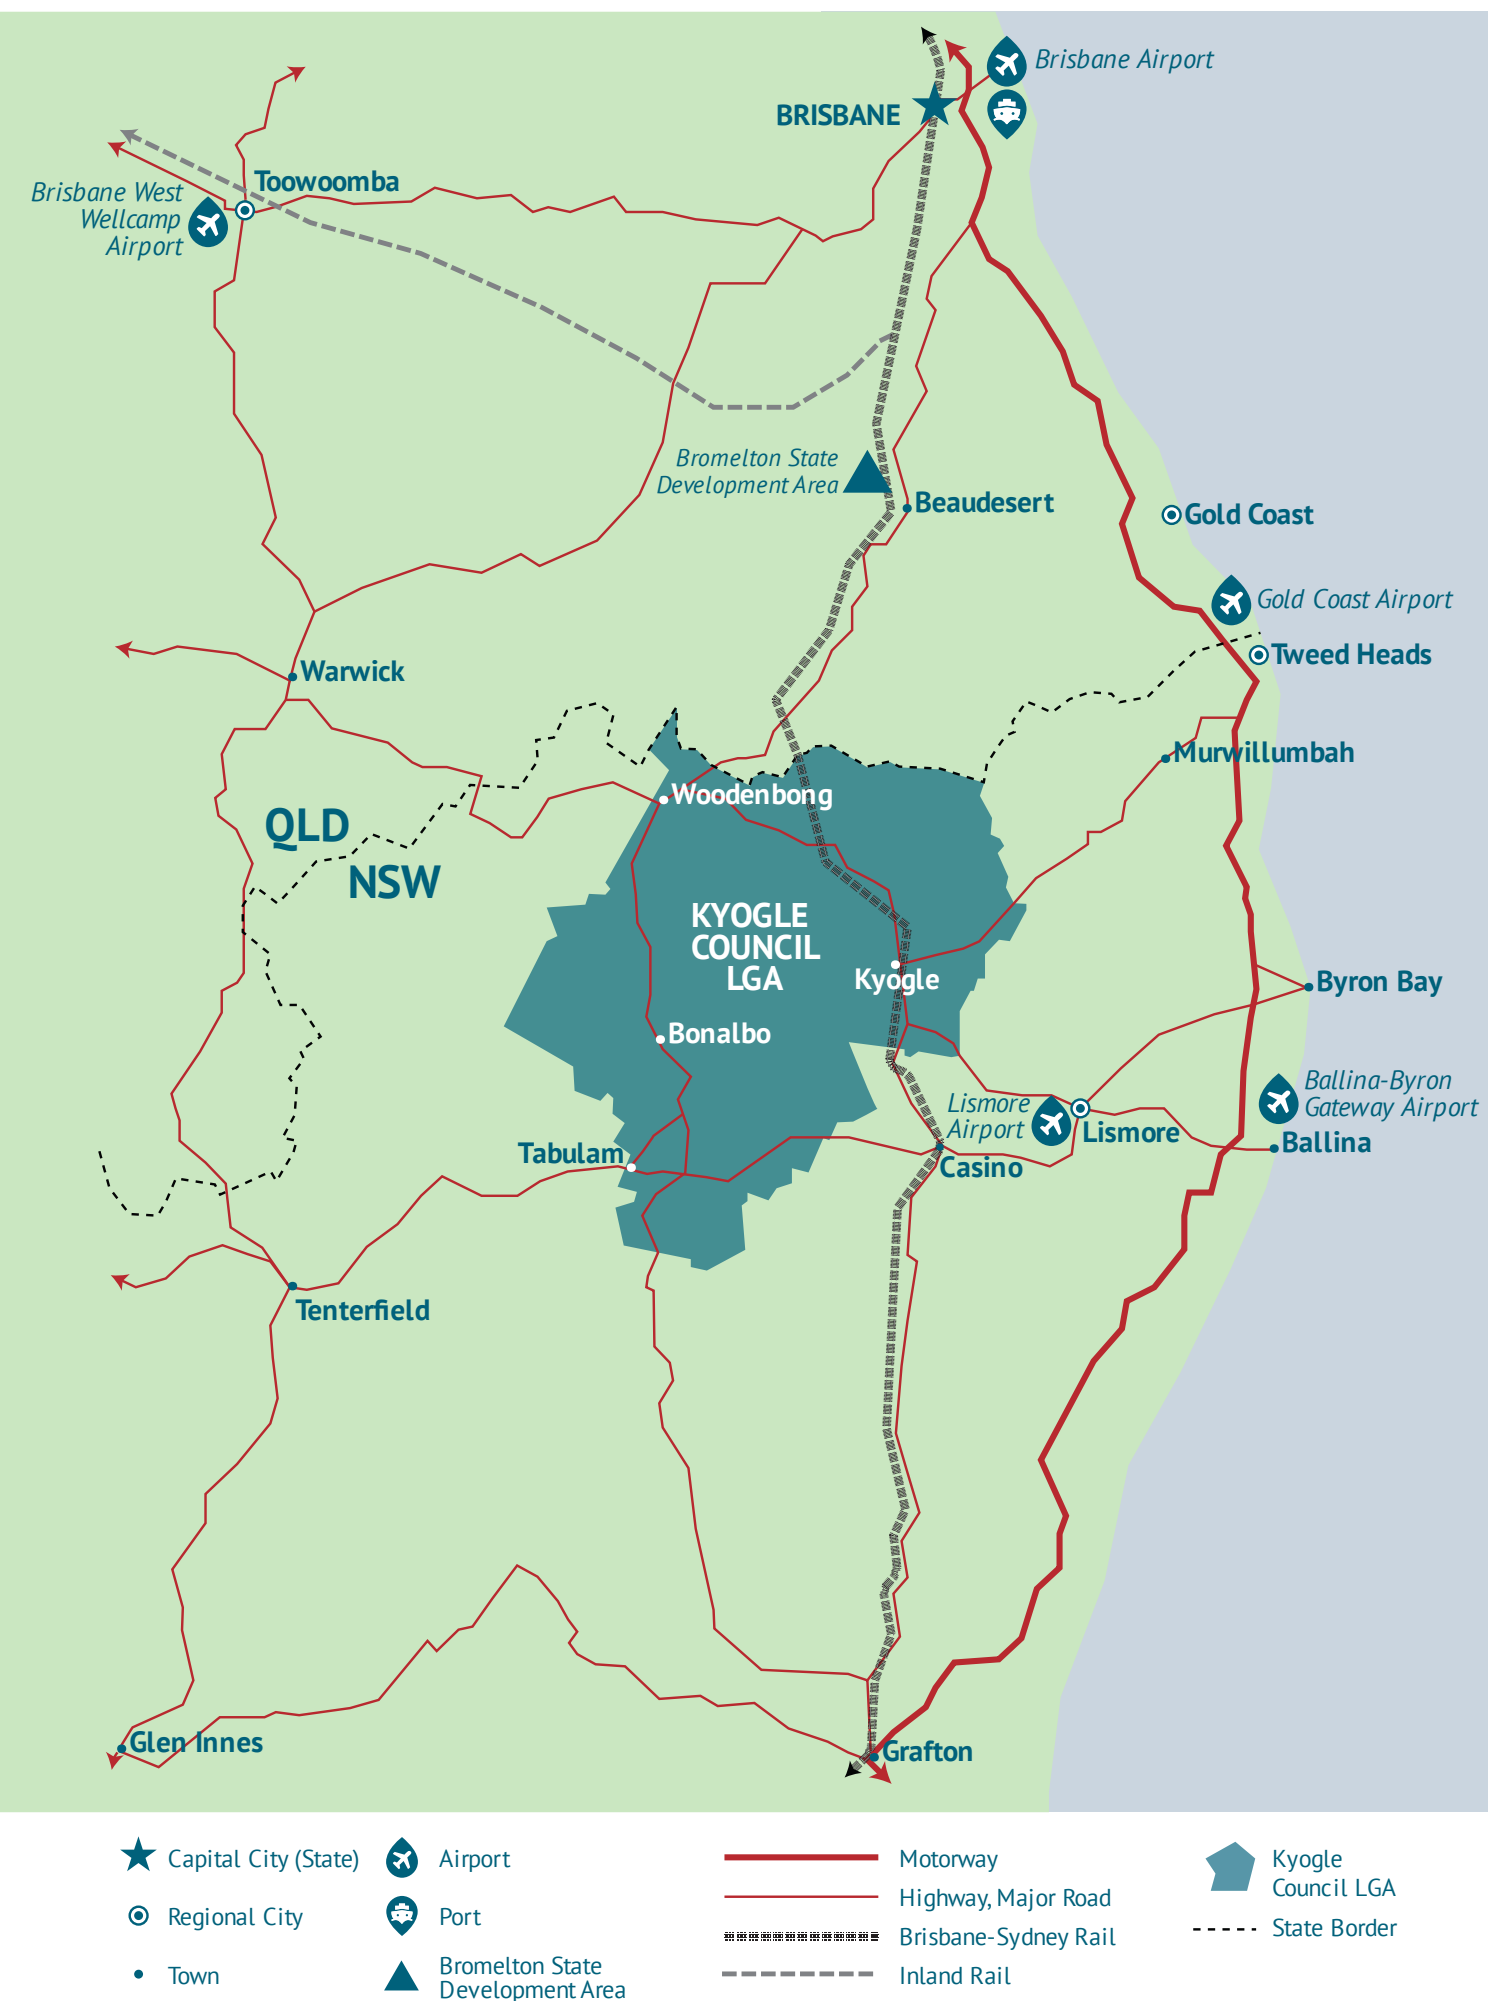 Brisbane Airport
BRISBANE
Toowoomba
Brisbane West
Wellcamp
Airport
Bromelton State
Development Area
Beaudesert
Gold Coast
Gold Coast Airport
Tweed Heads
Warwick
Murwillumbah
Woodenbong
QLD
NSW
KYOGLE
COUNCIL
LGA
Kyogle
Byron Bay
Bonalbo
Ballina-Byron
Gateway Airport
Lismore
Airport
Lismore
Ballina
Tabulam
Casino
Tenterfield
Glen Innes
Grafton
Capital City (State)
Regional City
Town
Airport
Port
Bromelton State
Development Area
Motorway
Highway, Major Road
Brisbane-Sydney Rail
Inland Rail
Kyogle
Council LGA
State Border